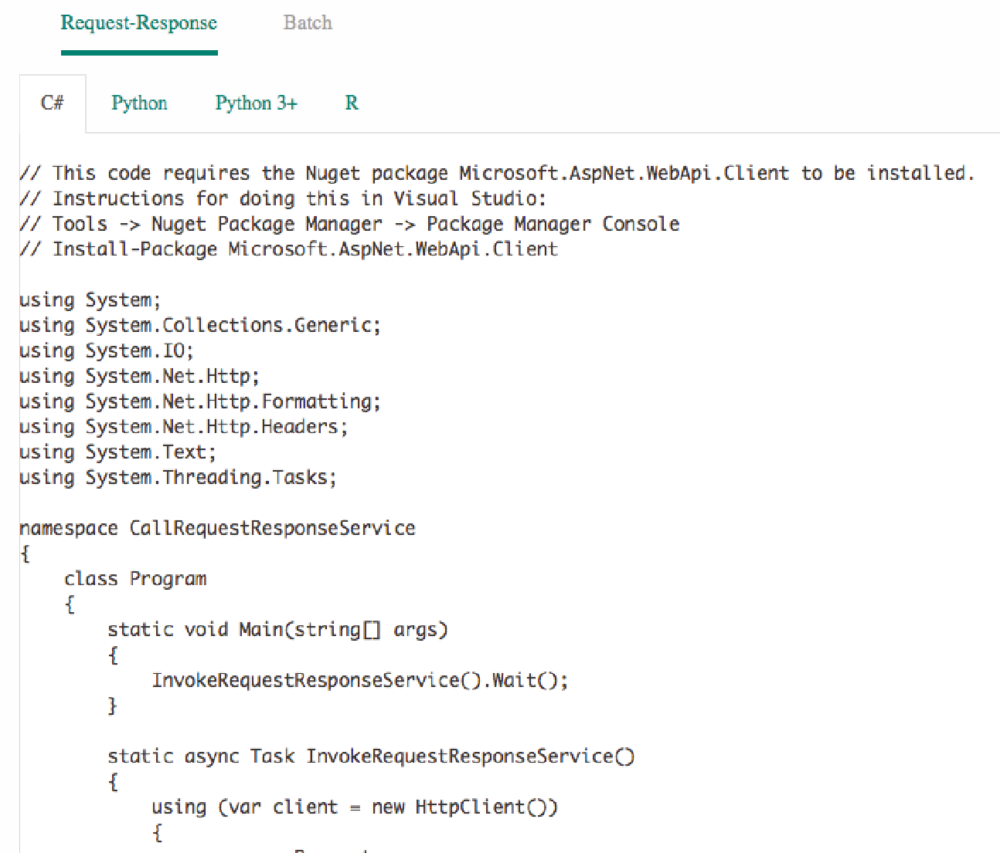 Request-Response Batch
C# Python Python 3+ R
// This code requires the Nuget package Microsoft.AspNet.WebApi.Client to be installed.
// Instructions for doing this in Visual Studio:
// Tools -> Nuget Package Manager -> Package Manager Console
// Install-Package Microsoft.AspNet.WebApi.Client
using System;
using System.Collections.Generic;
using System.IO;
using System.Net.Http;
using System.Net.Http.Formatting;
using System.Net.Http.Headers;
using System.Text;
using System.Threading.Tasks;
namespace CallRequestResponseService
{
    class Program
    {
        static void Main(string[] args)
        {
            InvokeRequestResponseService().Wait();
        }
        static async Task InvokeRequestResponseService()
        {
            using (var client = new HttpClient())
            {